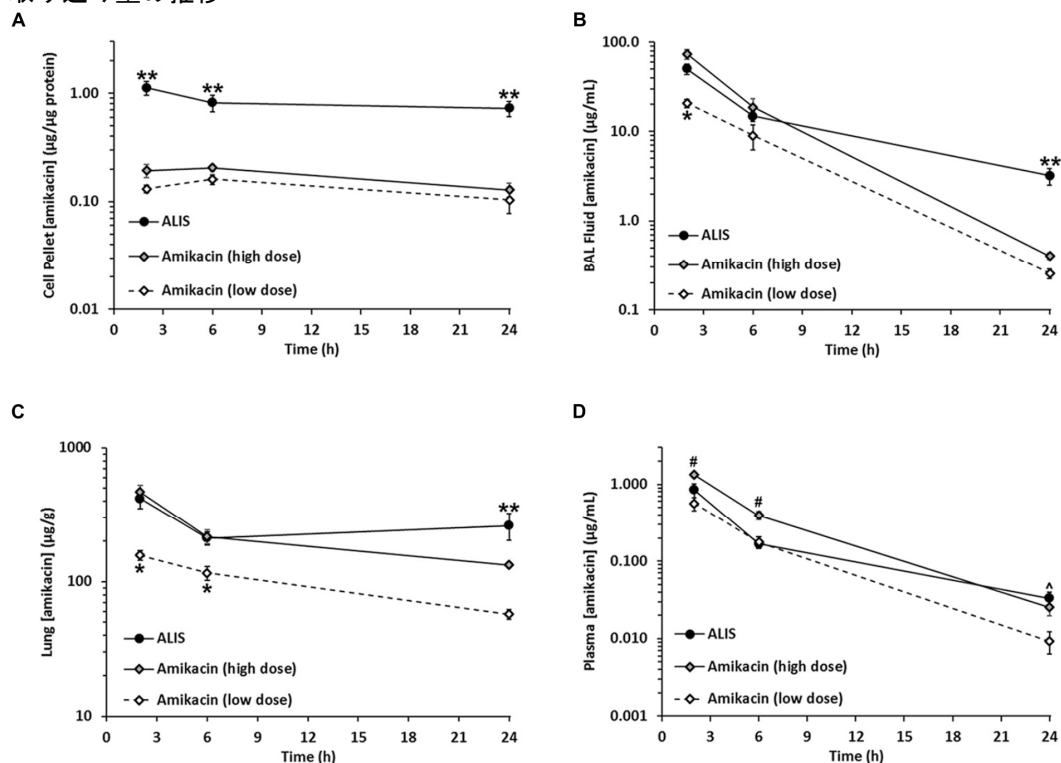 取り込み量の推移
A
Cell Pellet [amikacin] (µg/µg protein)
1.00
0.10
0.01
**
**
**
ALIS
Amikacin (high dose)
Amikacin (low dose)
0 3 6 9 12 15 18 21 24
Time (h)
B
BAL Fluid [amikacin] (µg/mL)
100.0
10.0
1.0
0.1
*
**
ALIS
Amikacin (high dose)
Amikacin (low dose)
0 3 6 9 12 15 18 21 24
Time (h)
C
Lung [amikacin] (µg/g)
1000
100
10
*
*
**
ALIS
Amikacin (high dose)
Amikacin (low dose)
0 3 6 9 12 15 18 21 24
Time (h)
D
Plasma [amikacin] (µg/mL)
1.000
0.100
0.010
0.001
#
#
^
ALIS
Amikacin (high dose)
Amikacin (low dose)
0 3 6 9 12 15 18 21 24
Time (h)